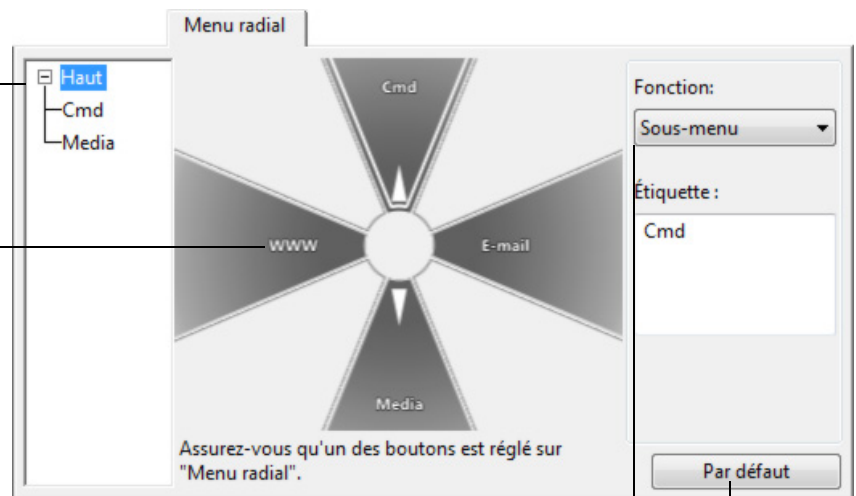 Menu radial
Haut
Cmd
Media
Cmd
WWW
E-mail
Media
Assurez-vous qu'un des boutons est réglé sur
"Menu radial".
Fonction:
Sous-menu
Étiquette :
Cmd
Par défaut